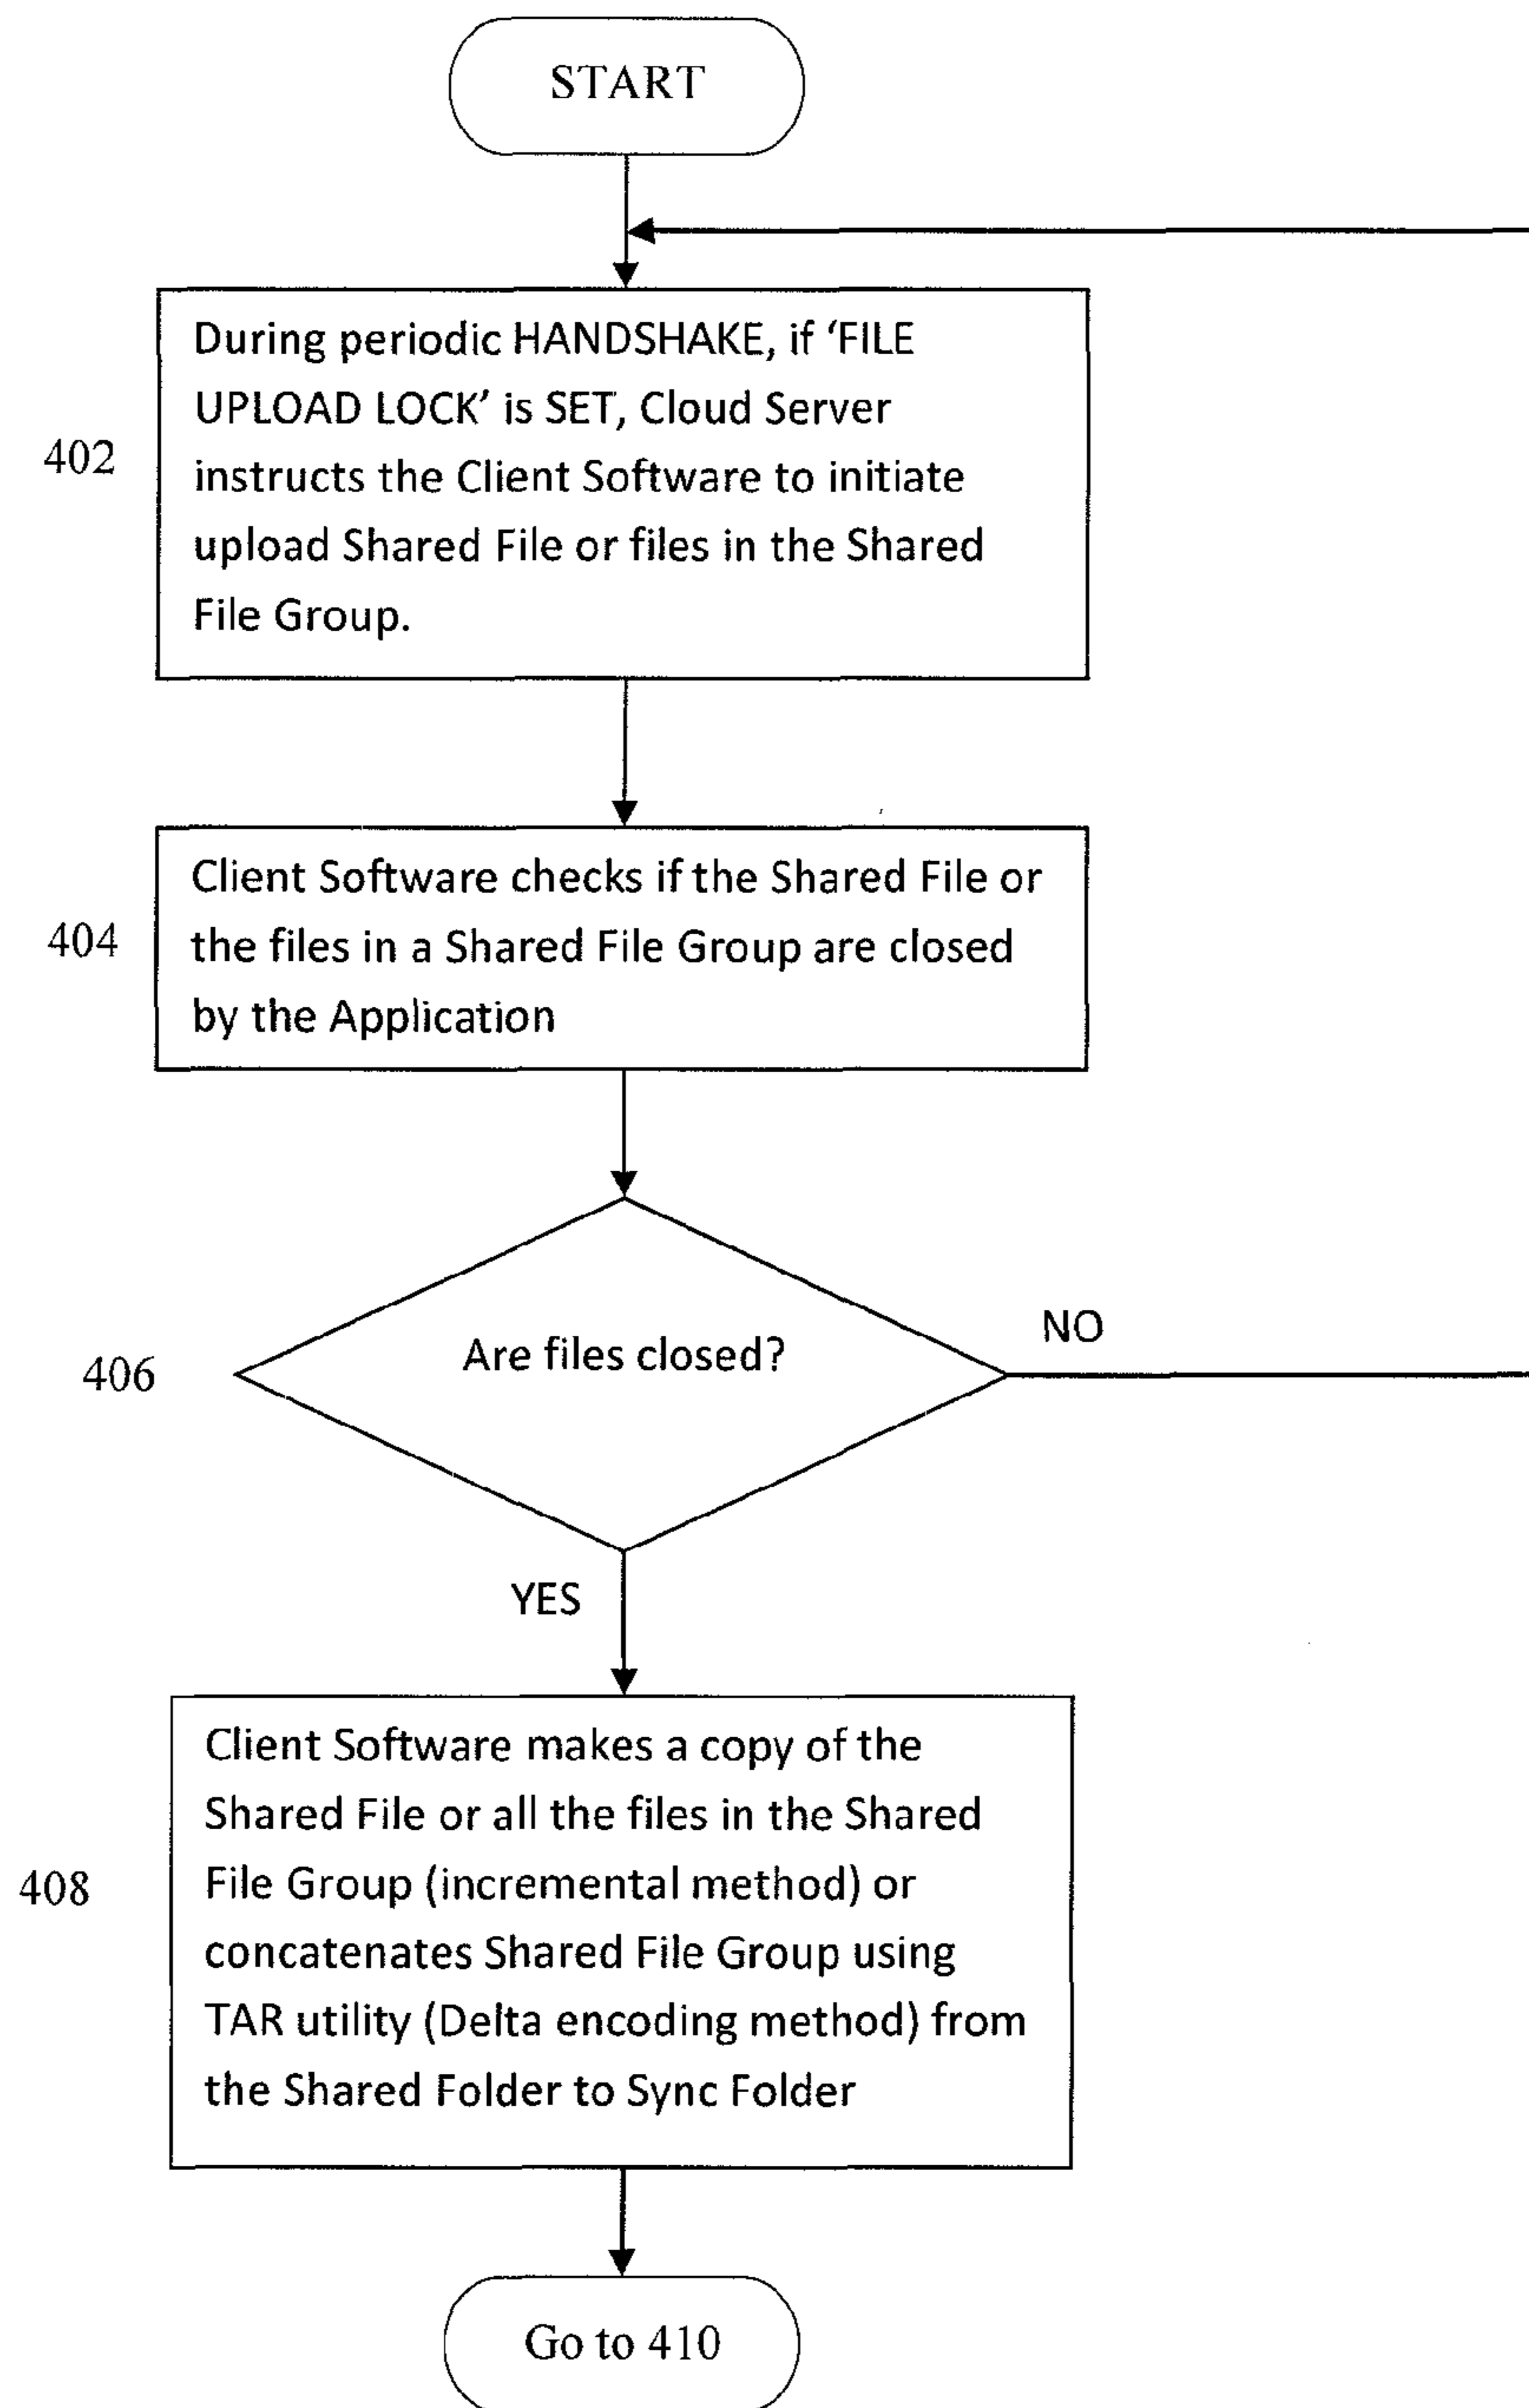 START
During periodic HANDSHAKE, if ‘FILE
UPLOAD LOCK’ is SET, Cloud Server
instructs the Client Software to initiate
upload Shared File or files in the Shared
File Group.
402
Client Software checks if the Shared File or
the files in a Shared File Group are closed
by the Application
404
Are files closed?
406
NO
YES
Client Software makes a copy of the
Shared File or all the files in the Shared
File Group (incremental method) or
concatenates Shared File Group using
TAR utility (Delta encoding method) from
the Shared Folder to Sync Folder
408
Go to 410